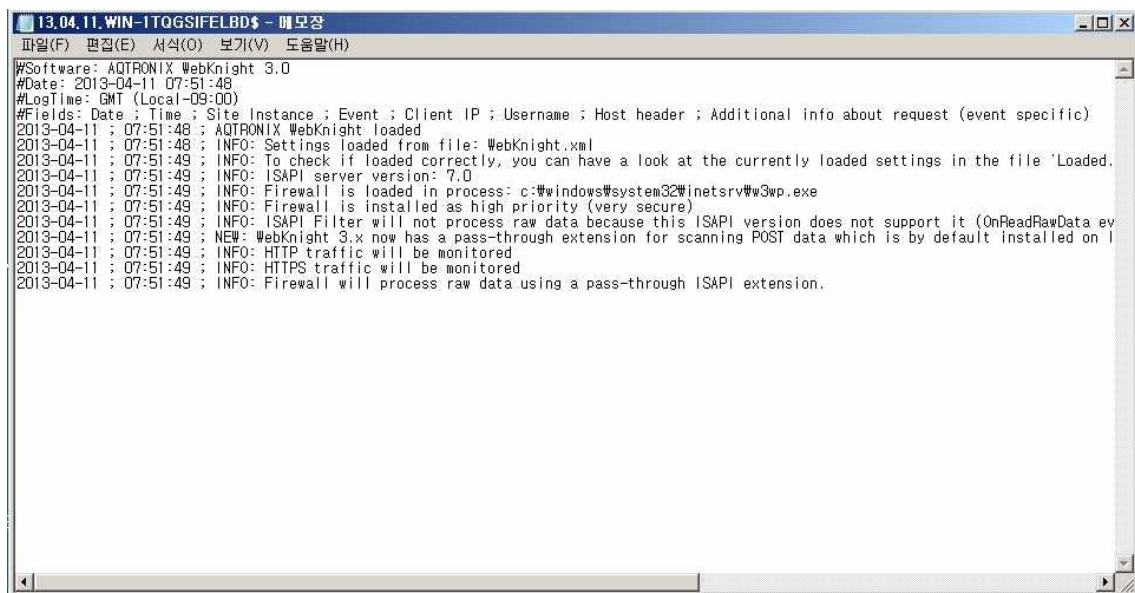 13.04.11.WIN-1TQGSIFELBD$ - 메모장
파일(F) 편집(E) 서식(O) 보기(V) 도움말(H)
#Software: AQTRONIX WebKnight 3.0
#Date: 2013-04-11 07:51:48
#LogTime: GMT (Local-09:00)
#Fields: Date ; Time ; Site Instance ; Event ; Client IP ; Username ; Host header ; Additional info about request (event specific)
2013-04-11 ; 07:51:48 ; AQTRONIX WebKnight loaded
2013-04-11 ; 07:51:48 ; INFO: Settings loaded from file: WebKnight.xml
2013-04-11 ; 07:51:49 ; INFO: To check if loaded correctly, you can have a look at the currently loaded settings in the file 'Loaded.
2013-04-11 ; 07:51:49 ; INFO: ISAPI server version: 7.0
2013-04-11 ; 07:51:49 ; INFO: Firewall is loaded in process: c:₩windows₩system32₩inetsrv₩w3wp.exe
2013-04-11 ; 07:51:49 ; INFO: Firewall is installed as high priority (very secure)
2013-04-11 ; 07:51:49 ; INFO: ISAPI Filter will not process raw data because this ISAPI version does not support it (OnReadRawData ev
2013-04-11 ; 07:51:49 ; NEW: WebKnight 3.x now has a pass-through extension for scanning POST data which is by default installed on I
2013-04-11 ; 07:51:49 ; INFO: HTTP traffic will be monitored
2013-04-11 ; 07:51:49 ; INFO: HTTPS traffic will be monitored
2013-04-11 ; 07:51:49 ; INFO: Firewall will process raw data using a pass-through ISAPI extension.